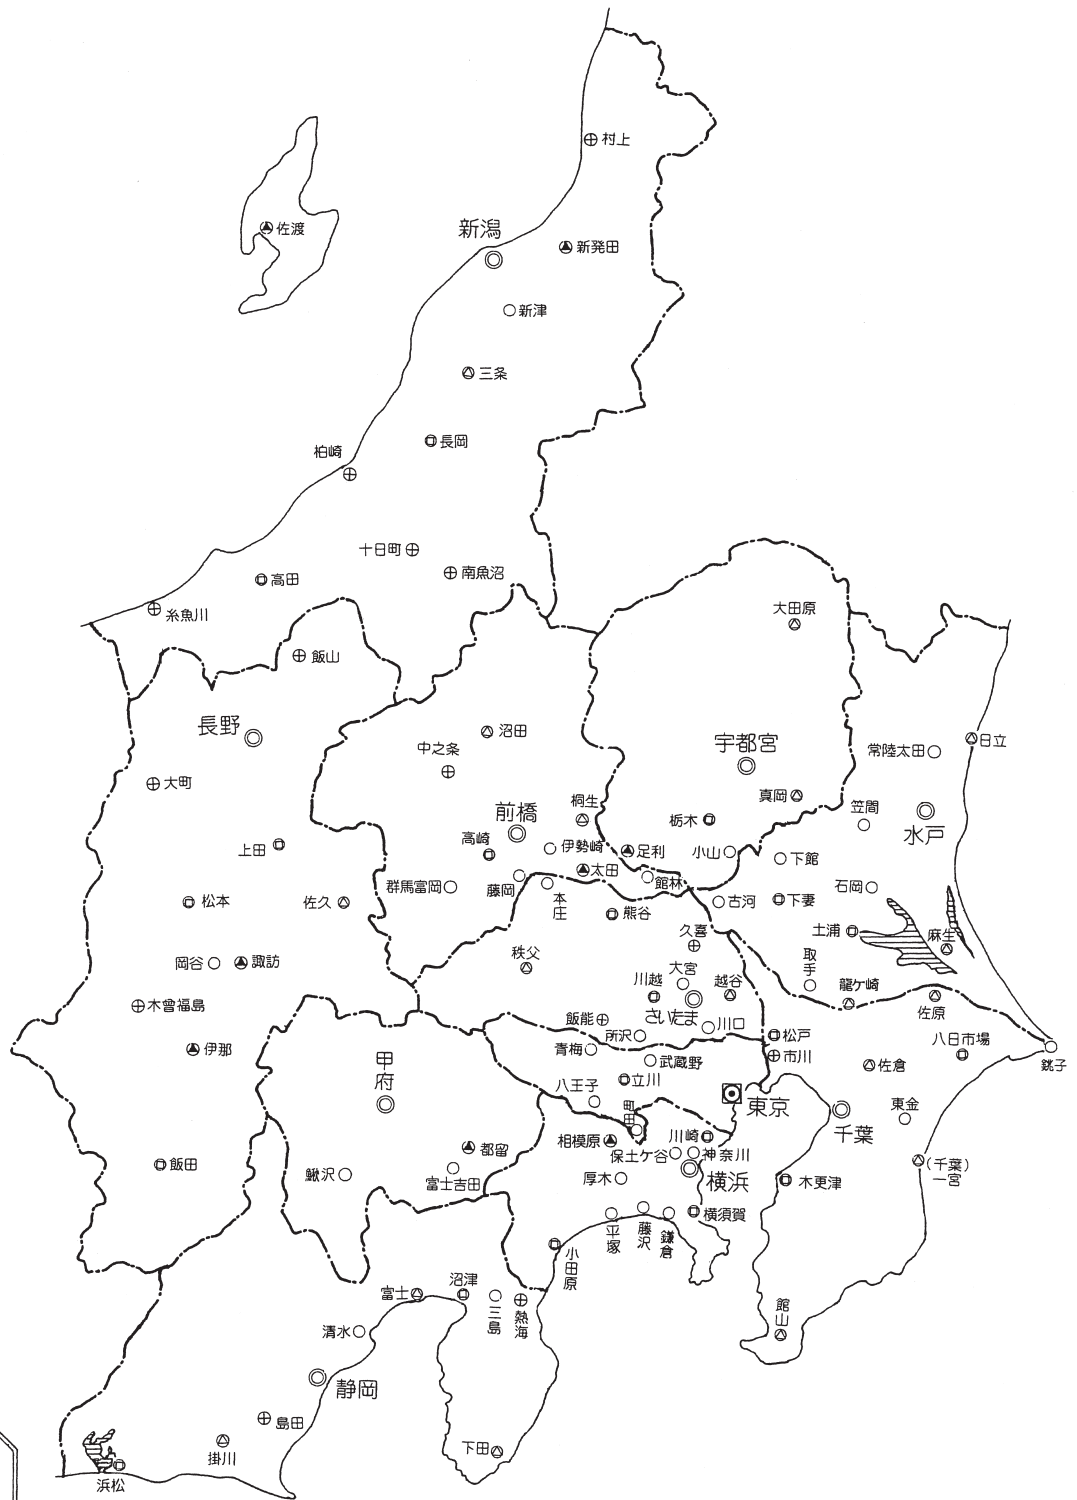 村上
佐渡
新潟
新発田
新津
三条
長岡
柏崎
十日町
南魚沼
高田
糸魚川
飯山
大田原
長野
沼田
中之条
宇都宮
常陸太田
日立
大町
真岡
笠間
桐生
前橋
栃木
水戸
高崎
伊勢崎
足利
小山
下館
上田
太田
館林
群馬富岡
藤岡
本庄
石岡
松本
佐久
熊谷
古河
下妻
久喜
土浦
麻生
秩父
岡谷
諏訪
大宮
取手
川越
越谷
龍ケ崎
佐原
木曾福島
さいたま
飯能
川口
所沢
松戸
八日市場
伊那
青梅
武蔵野
市川
佐倉
銚子
甲府
立川
八王子
東京
町田
東金
千葉
川崎
相模原
都留
保土ケ谷
神奈川
飯田
鰍沢
富士吉田
厚木
横浜
木更津
(千葉)
一宮
横須賀
平塚
藤沢
鎌倉
小田原
沼津
富士
三島
熱海
清水
館山
静岡
島田
掛川
下田
浜松